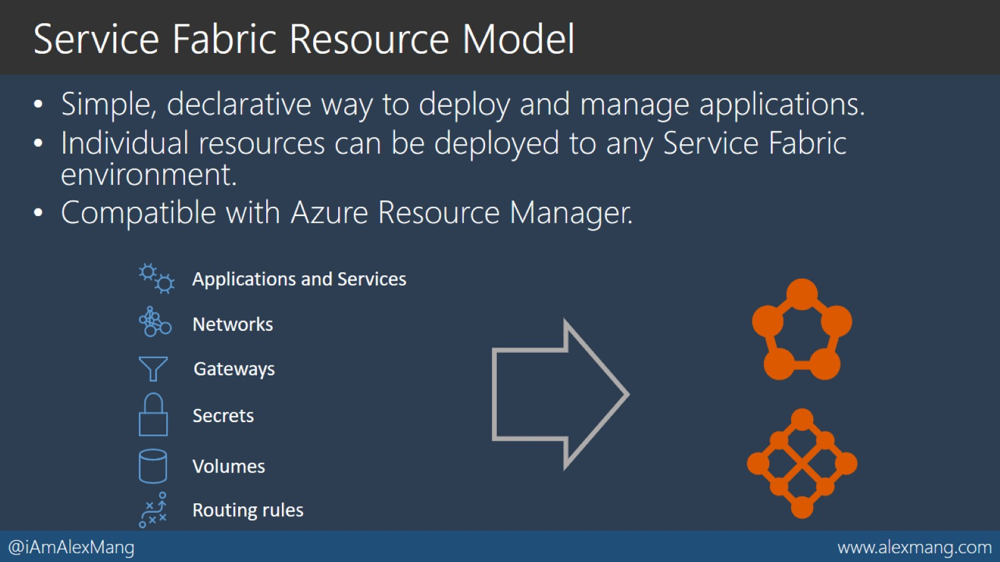 Service Fabric Resource Model
• Simple, declarative way to deploy and manage applications.
• Individual resources can be deployed to any Service Fabric
environment.
• Compatible with Azure Resource Manager.
Applications and Services
Networks
Gateways
Secrets
Volumes
Routing rules
@iAmAlexMang
www.alexmang.com